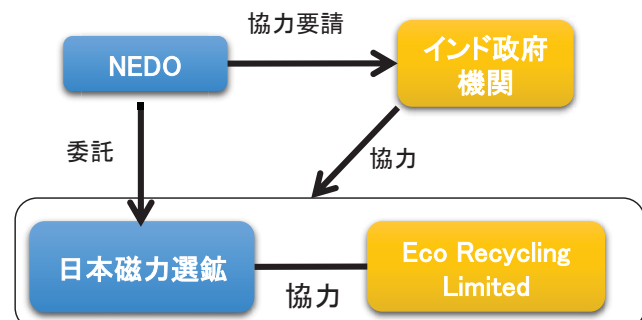 協力要請
NEDO
インド政府
機関
委託
協力
日本磁力選鉱
協力
Eco Recycling
Limited